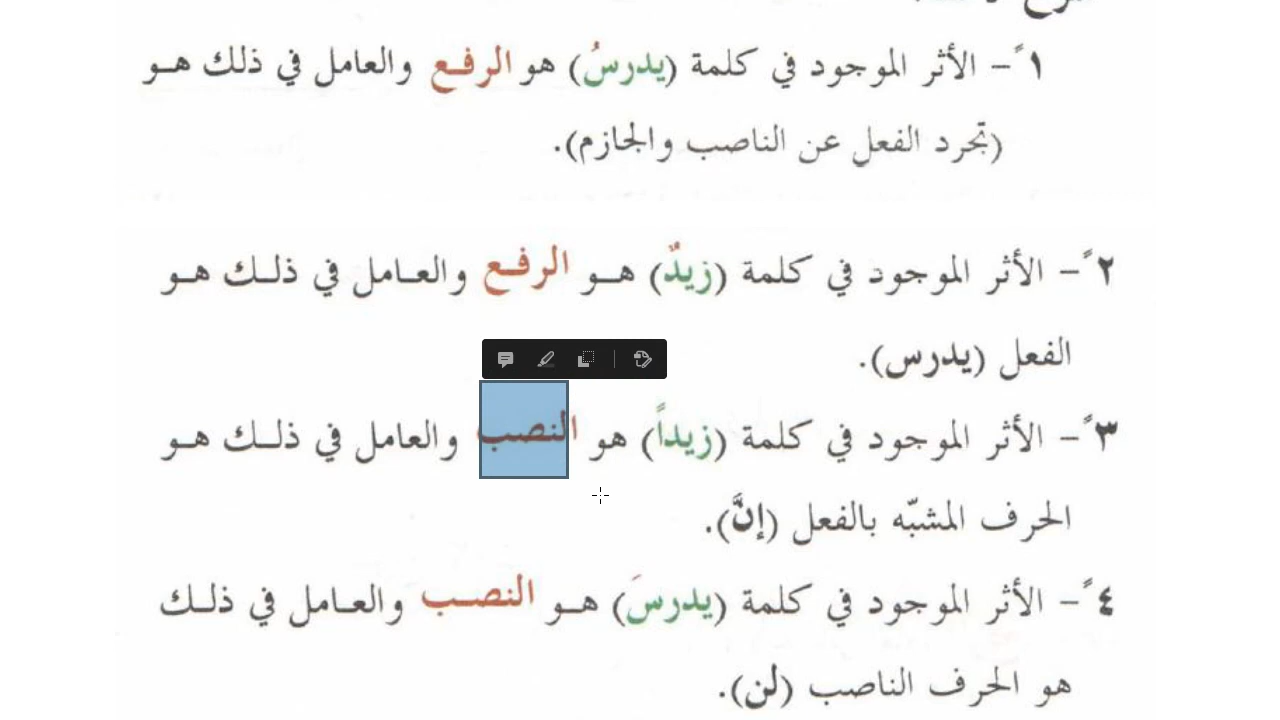 ١ً- الأثر الموجود في كلمة (يدرسُ) هو الرفع والعامل في ذلك هو
(تجرد الفعل عن الناصب والجازم).
٢ً- الأثر الموجود في كلمة (زيدٌ) هو الرفع والعامل في ذلك هو
الفعل (يدرس).
٣ً- الأثر الموجود في كلمة (زيداً) هو النصب والعامل في ذلك هو
الحرف المشبّه بالفعل (إنَّ).
٤ً- الأثر الموجود في كلمة (يدرسَ) هو النصب والعامل في ذلك
هو الحرف الناصب (لن).